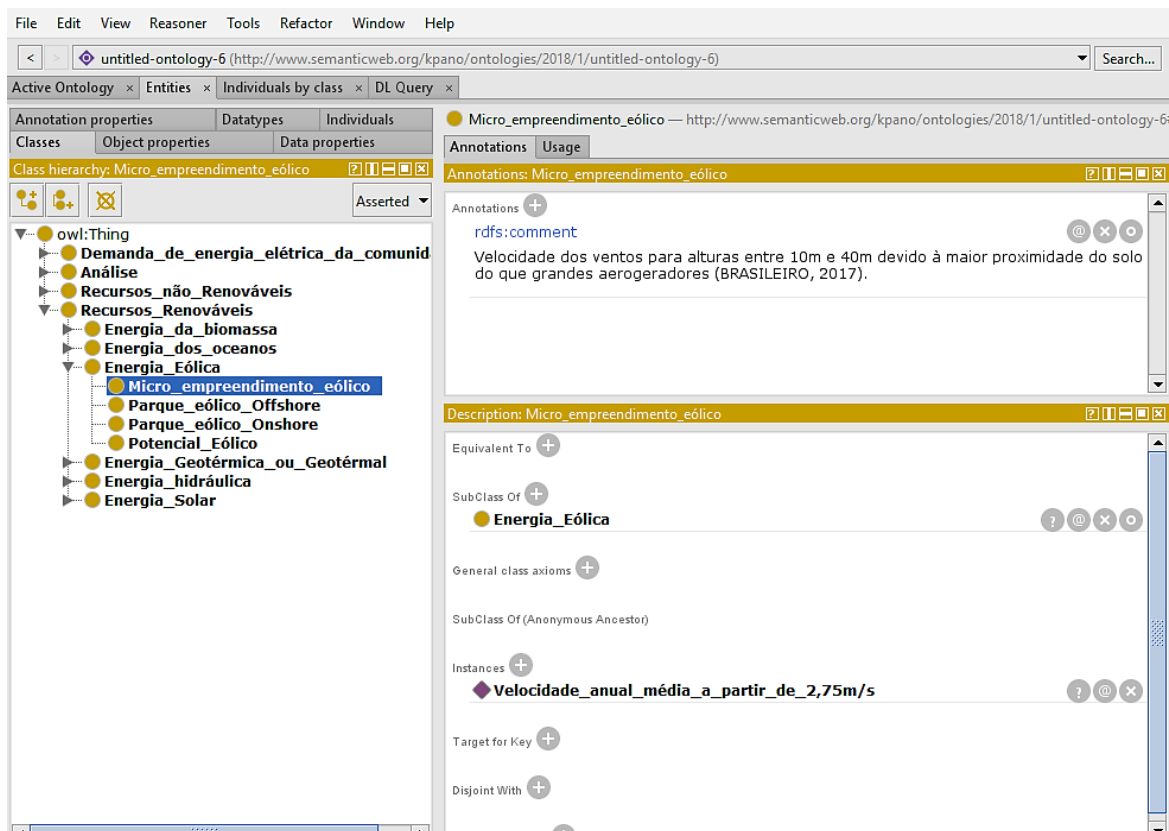 File Edit View Reasoner Tools Refactor Window Help
< > untitled-ontology-6 (http://www.semanticweb.org/kpano/ontologies/2018/1/untitled-ontology-6) Search...
Active Ontology × Entities × Individuals by class × DL Query ×
Annotation properties Datatypes Individuals
Classes Object properties Data properties
Class hierarchy: Micro_empreendimento_eólico
Asserted
owl:Thing
Demanda_de_energia_elétrica_da_comunid
Análise
Recursos_não_Renováveis
Recursos_Renováveis
Energia_da_biomassa
Energia_dos_oceanos
Energia_Eólica
Micro_empreendimento_eólico
Parque_eólico_Offshore
Parque_eólico_Onshore
Potencial_Eólico
Energia_Geotérmica_ou_Geotérmal
Energia_hidráulica
Energia_Solar
Micro_empreendimento_eólico — http://www.semanticweb.org/kpano/ontologies/2018/1/untitled-ontology-6
Annotations Usage
Annotations: Micro_empreendimento_eólico
Annotations
rdfs:comment
Velocidade dos ventos para alturas entre 10m e 40m devido à maior proximidade do solo
do que grandes aerogeradores (BRASILEIRO, 2017).
Description: Micro_empreendimento_eólico
Equivalent To
SubClass Of
Energia_Eólica
General class axioms
SubClass Of (Anonymous Ancestor)
Instances
Velocidade_anual_média_a_partir_de_2,75m/s
Target for Key
Disjoint With